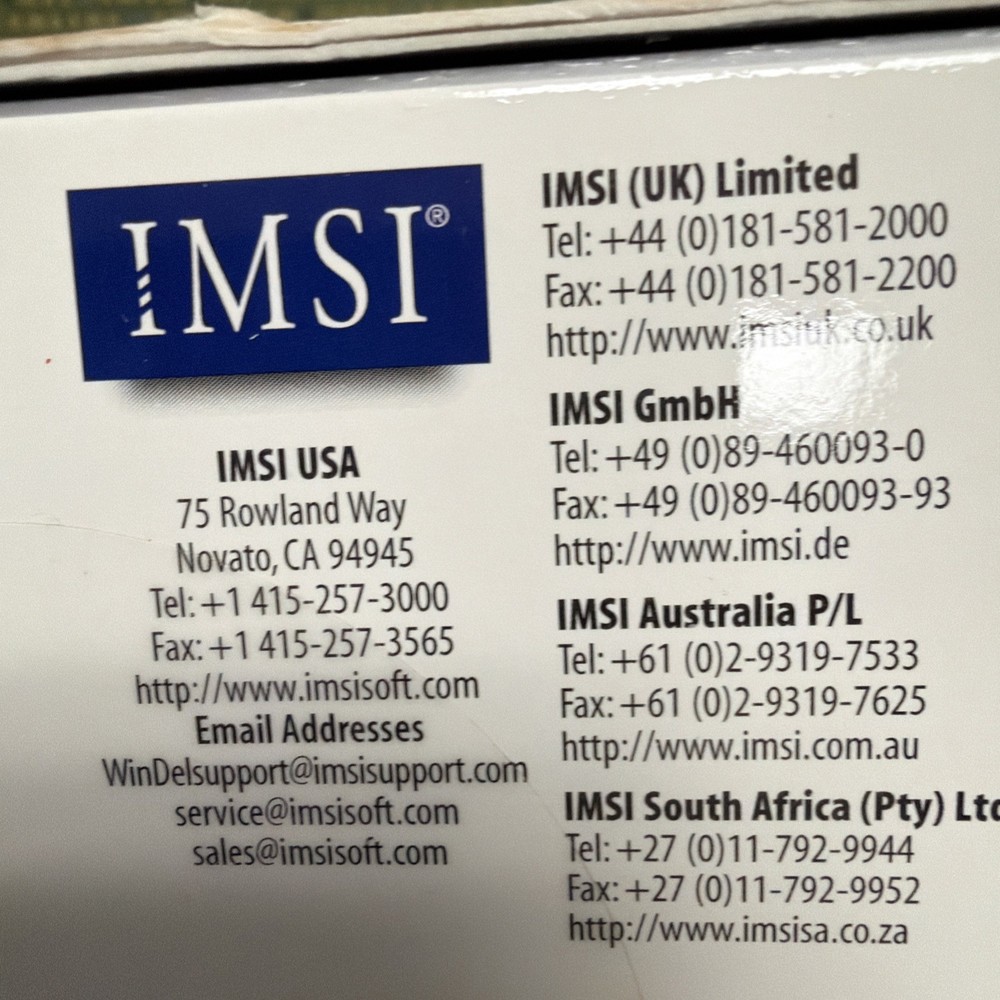 IMSI®
IMSI USA
75 Rowland Way
Novato, CA 94945
Tel: +1 415-257-3000
Fax: +1 415-257-3565
http://www.imsisoft.com
Email Addresses
WinDelsupport@imsisupport.com
service@imsisoft.com
sales@imsisoft.com
IMSI (UK) Limited
Tel: +44 (0)181-581-2000
Fax: +44 (0)181-581-2200
http://www.imsiuk.co.uk
IMSI GmbH
Tel: +49 (0)89-460093-0
Fax: +49 (0)89-460093-93
http://www.imsi.de
IMSI Australia P/L
Tel: +61 (0)2-9319-7533
Fax: +61 (0)2-9319-7625
http://www.imsi.com.au
IMSI South Africa (Pty) Ltd
Tel: +27 (0)11-792-9944
Fax: +27 (0)11-792-9952
http://www.imsisa.co.za